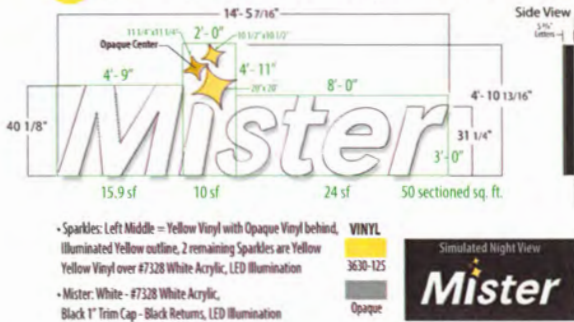 14'- 5 7/16"
Side View
11 1/4"x11 1/4"
2'- 0"
10 1/2"x10 1/2"
Opaque Center
4'- 9"
4'- 11"
20"x 20"
8'- 0"
4'- 10 13/16"
40 1/8"
Mister
31 1/4"
3'- 0"
15.9 sf
10 sf
24 sf
50 sectioned sq. ft.
Letters
• Sparkles: Left Middle = Yellow Vinyl with Opaque Vinyl behind,
Illuminated Yellow outline, 2 remaining Sparkles are Yellow
Yellow Vinyl over #7328 White Acrylic, LED Illumination
• Mister: White - #7328 White Acrylic,
Black 1" Trim Cap - Black Returns, LED Illumination
VINYL
3630-125
Opaque
Simulated Night View
Mister